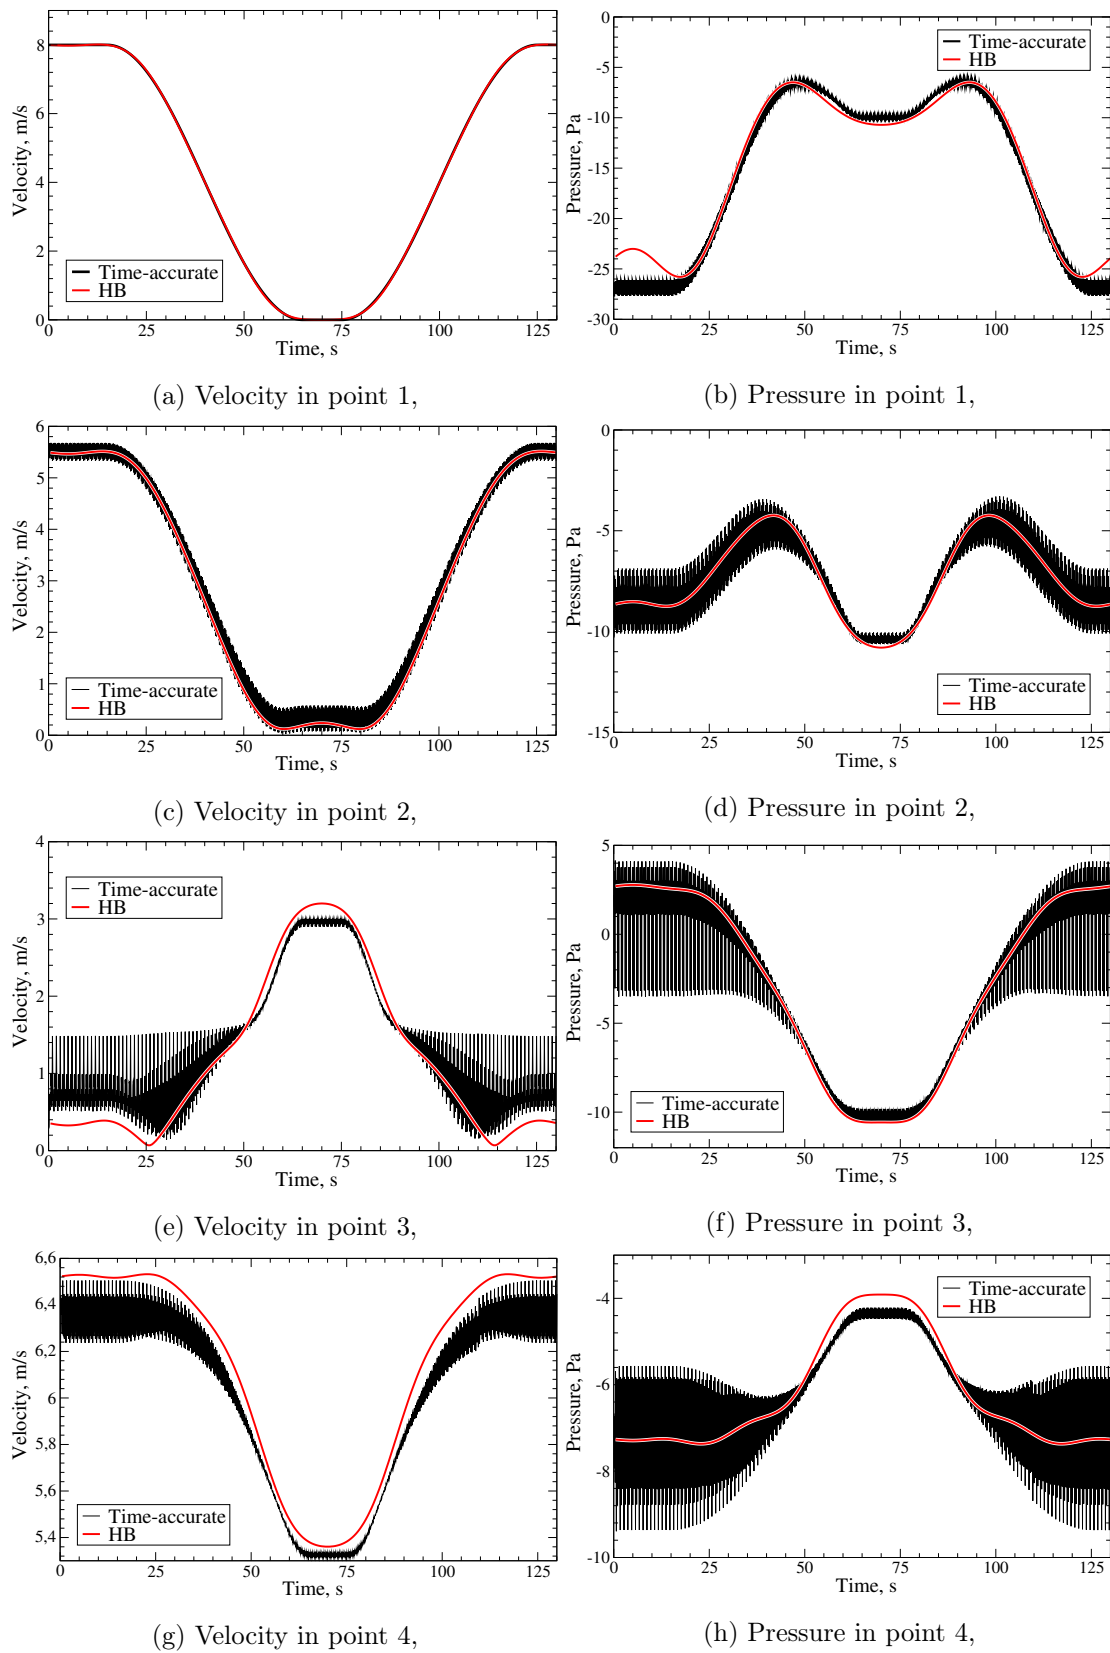 8
6
4
2
0
Velocity, m/s
Time-accurate
HB
0 25 50 75 100 125
Time, s
(a) Velocity in point 1,
0
-5
-10
-15
-20
-25
-30
Pressure, Pa
Time-accurate
HB
0 25 50 75 100 125
Time, s
(b) Pressure in point 1,
6
5
4
3
2
1
0
Velocity, m/s
Time-accurate
HB
0 25 50 75 100 125
Time, s
(c) Velocity in point 2,
0
-5
-10
-15
Pressure, Pa
Time-accurate
HB
0 25 50 75 100 125
Time, s
(d) Pressure in point 2,
4
3
2
1
0
Velocity, m/s
Time-accurate
HB
0 25 50 75 100 125
Time, s
(e) Velocity in point 3,
5
0
-5
-10
Pressure, Pa
Time-accurate
HB
0 25 50 75 100 125
Time, s
(f) Pressure in point 3,
6.6
6.4
6.2
6
5.8
5.6
5.4
Velocity, m/s
Time-accurate
HB
0 25 50 75 100 125
Time, s
(g) Velocity in point 4,
-4
-6
-8
-10
Pressure, Pa
Time-accurate
HB
0 25 50 75 100 125
Time, s
(h) Pressure in point 4,